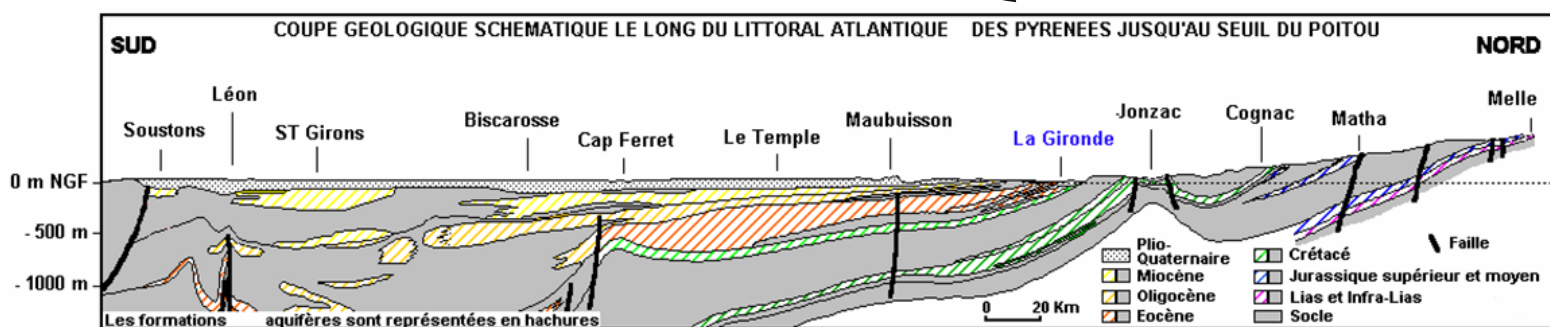 COUPE GEOLOGIQUE SCHEMATIQUE LE LONG DU LITTORAL ATLANTIQUE DES PYRENEES JUSQU'AU SEUIL DU POITOU
SUD
NORD
Soustons
Léon
ST Girons
Biscarosse
Cap Ferret
Le Temple
Maubuisson
La Gironde
Jonzac
Cognac
Matha
Melle
0 m NGF
- 500 m
- 1000 m
Plio-
Quaternaire
Miocène
Oligocène
Eocène
Crétacé
Jurassique supérieur et moyen
Lias et Infra-Lias
Socle
Faille
0 20 Km
Les formations aquifères sont représentées en hachures